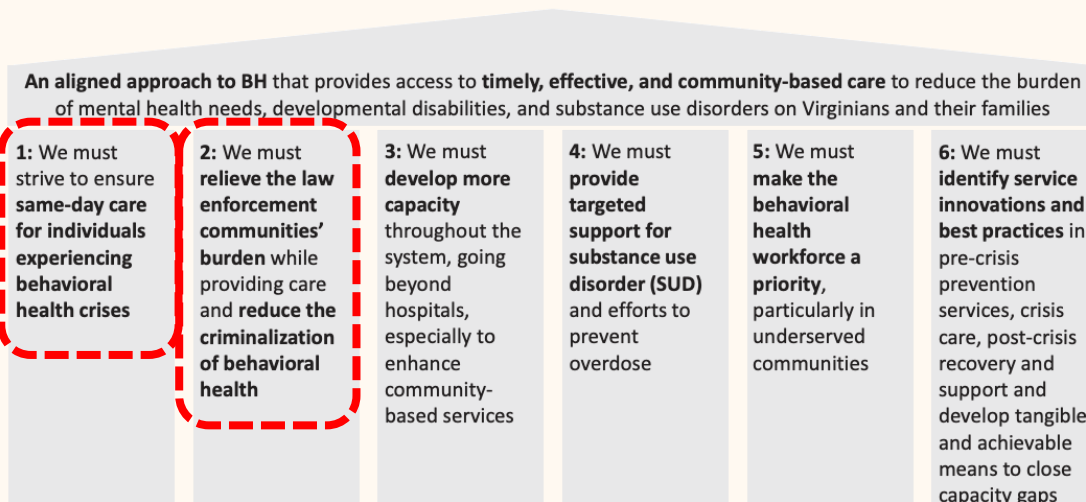 An aligned approach to BH that provides access to timely, effective, and community-based care to reduce the burden
of mental health needs, developmental disabilities, and substance use disorders on Virginians and their families
1: We must
strive to ensure
same-day care
for individuals
experiencing
behavioral
health crises
2: We must
relieve the law
enforcement
communities’
burden while
providing care
and reduce the
criminalization
of behavioral
health
3: We must
develop more
capacity
throughout the
system, going
beyond
hospitals,
especially to
enhance
community-
based services
4: We must
provide
targeted
support for
substance use
disorder (SUD)
and efforts to
prevent
overdose
5: We must
make the
behavioral
health
workforce a
priority,
particularly in
underserved
communities
6: We must
identify service
innovations and
best practices in
pre-crisis
prevention
services, crisis
care, post-crisis
recovery and
support and
develop tangible
and achievable
means to close
capacity gaps